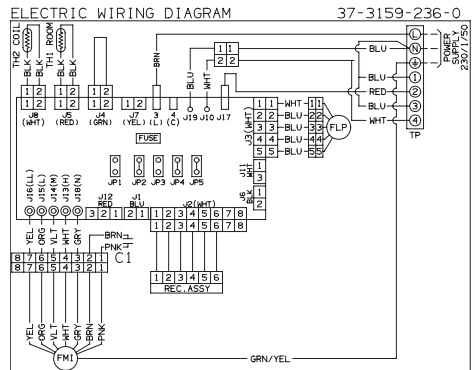 ELECTRIC WIRING DIAGRAM 37-3159-236-0
TH2 COIL
TH1 ROOM
BLK
BLK
BLK
BLK
BRN
BLU
WHT
1 1
2 2
BLU
BLU
RED
BLU
WHT
L
N
1
2
3
4
TP
POWER SUPPLY
230/1/50
1 2
1 2
J8
(WHT)
1 2
1 2
J5
(RED)
1 2
1 2
J4
(GRN)
1 2
J7
(YEL)
3
(L)
4
(C)
J19
J10
J17
FUSE
J3(WHT)
1 1 WHT 1 1
2 2 BLU 2 2
3 3 BLU 3 3
4 4 BLU 4 4
5 5 BLU 5 5
FLP
J11
1
3
J6
BLK
1
2
JP1 JP2 JP3 JP4 JP5
J16(LL)
J15(L)
J14(M)
J13(H)
J18(N)
J12
RED
3 2 1
J1
BLU
2 1
J2(WHT)
1 2 3 4 5 6 7 8
1 2 3 4 5 6 7 8
YEL
ORG
VLT
WHT
GRY
BRN
PNK
C1
8 7 6 5 4 3 2 1
8 7 6 5 4 3 2 1
1 2 3 4 5 6
REC.ASSY
YEL
ORG
VLT
WHT
GRY
BRN
PNK
FMI
GRN/YEL